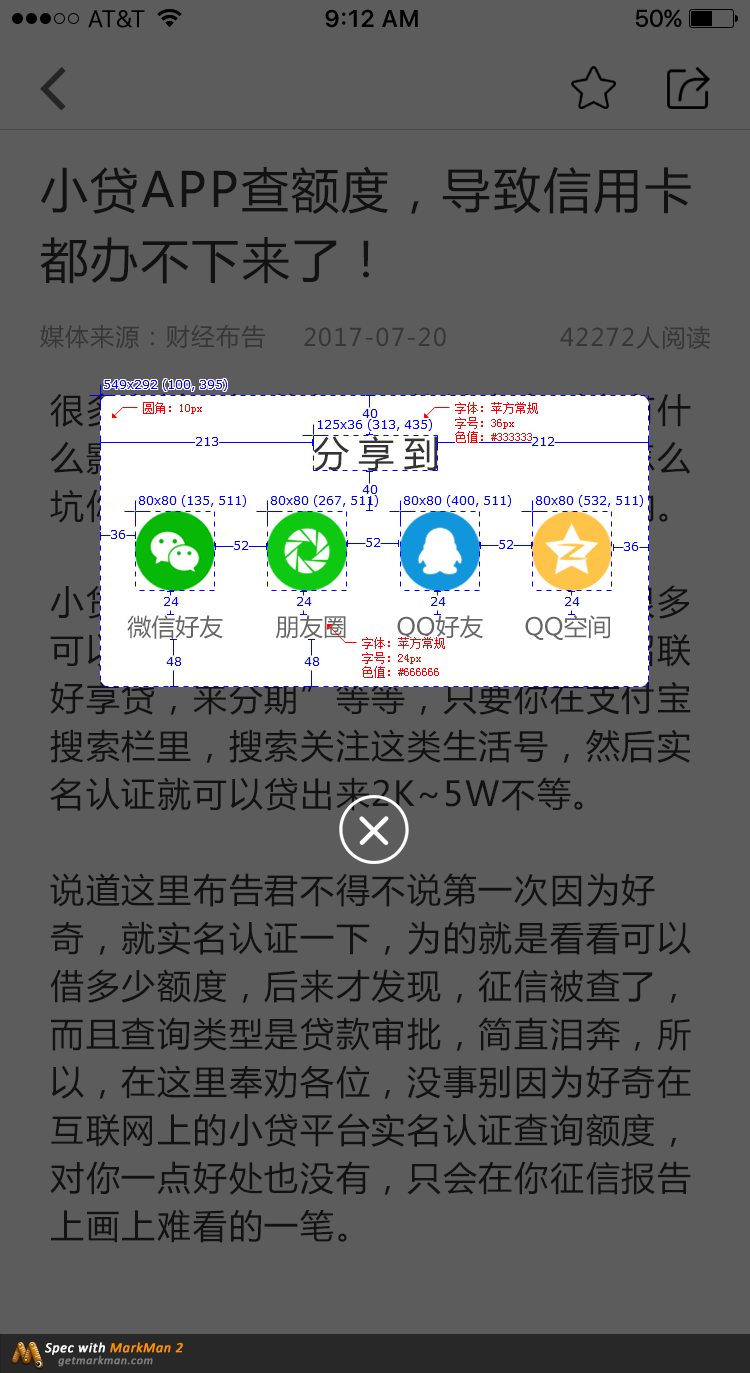 AT&T 9:12 AM 50%
小贷APP查额度，导致信用卡
都办不下来了！
媒体来源：财经布告 2017-07-20 42272人阅读
549x292 (100, 395)
很多 什
圆角：10px
40
字体：苹方常规
字号：36px
色值：#333333
125x36 (313, 435)
213
212
分享到
么
么
40
80x80 (135, 511) 80x80 (267, 511) 80x80 (400, 511) 80x80 (532, 511)
坑 。
36 52 52 52 36
24 24 24 24
小贷 多
微信好友 朋友圈 QQ好友 QQ空间
字体：苹方常规
字号：24px
色值：#666666
可以 联
48 48
好享贷，来分期”等等，只要你在支付宝
搜索栏里，搜索关注这类生活号，然后实
名认证就可以贷出来2K~5W不等。
说道这里布告君不得不说第一次因为好
奇，就实名认证一下，为的就是看看可以
借多少额度，后来才发现，征信被查了，
而且查询类型是贷款审批，简直泪奔，所
以，在这里奉劝各位，没事别因为好奇在
互联网上的小贷平台实名认证查询额度，
对你一点好处也没有，只会在你征信报告
上画上难看的一笔。
Spec with MarkMan 2
getmarkman.com